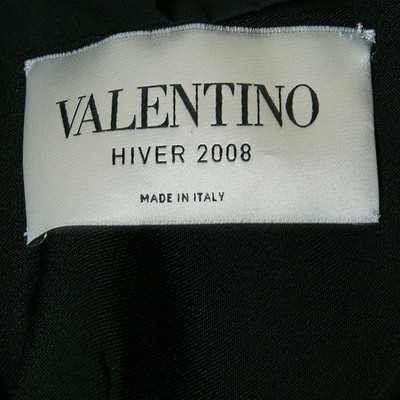 VALENTINO
HIVER 2008
MADE IN ITALY